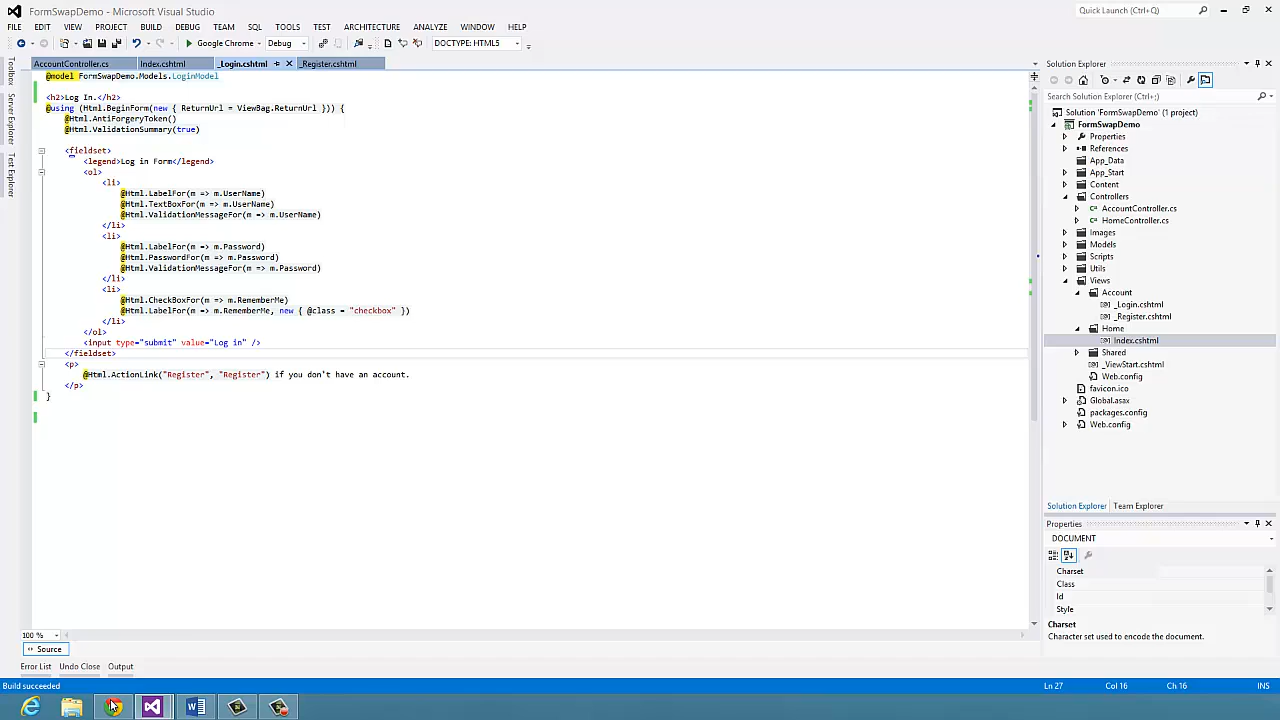 FormSwapDemo - Microsoft Visual Studio
Quick Launch (Ctrl+Q)
FILE EDIT VIEW PROJECT BUILD DEBUG TEAM SQL TOOLS TEST ARCHITECTURE ANALYZE WINDOW HELP
Google Chrome Debug DOCTYPE: HTML5
AccountController.cs Index.cshtml _Login.cshtml _Register.cshtml
Toolbox
Server Explorer
Test Explorer
@model FormSwapDemo.Models.LoginModel
<h2>Log In.</h2>
@using (Html.BeginForm(new { ReturnUrl = ViewBag.ReturnUrl })) {
@Html.AntiForgeryToken()
@Html.ValidationSummary(true)
<fieldset>
<legend>Log in Form</legend>
<ol>
<li>
@Html.LabelFor(m => m.UserName)
@Html.TextBoxFor(m => m.UserName)
@Html.ValidationMessageFor(m => m.UserName)
</li>
<li>
@Html.LabelFor(m => m.Password)
@Html.PasswordFor(m => m.Password)
@Html.ValidationMessageFor(m => m.Password)
</li>
<li>
@Html.CheckBoxFor(m => m.RememberMe)
@Html.LabelFor(m => m.RememberMe, new { @class = "checkbox" })
</li>
</ol>
<input type="submit" value="Log in" />
</fieldset>
<p>
@Html.ActionLink("Register", "Register") if you don't have an account.
</p>
}
100 %
Source
Error List Undo Close Output
Solution Explorer
Search Solution Explorer (Ctrl+;)
Solution 'FormSwapDemo' (1 project)
FormSwapDemo
Properties
References
App_Data
App_Start
Content
Controllers
AccountController.cs
HomeController.cs
Images
Models
Scripts
Utils
Views
Account
_Login.cshtml
_Register.cshtml
Home
Index.cshtml
Shared
_ViewStart.cshtml
Web.config
favicon.ico
Global.asax
packages.config
Web.config
Solution Explorer Team Explorer
Properties
DOCUMENT
Charset
Class
Id
Style
Charset
Character set used to encode the document.
Build succeeded Ln 27 Col 16 Ch 16 INS